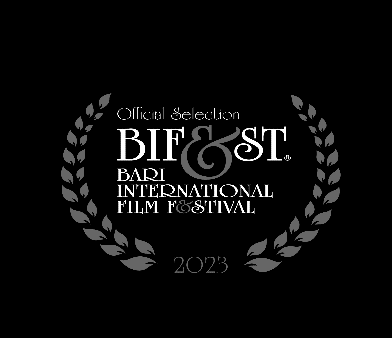 Official Selection
BIF&ST®
BARI
INTERNATIONAL
FILM F&STIVAL
2023